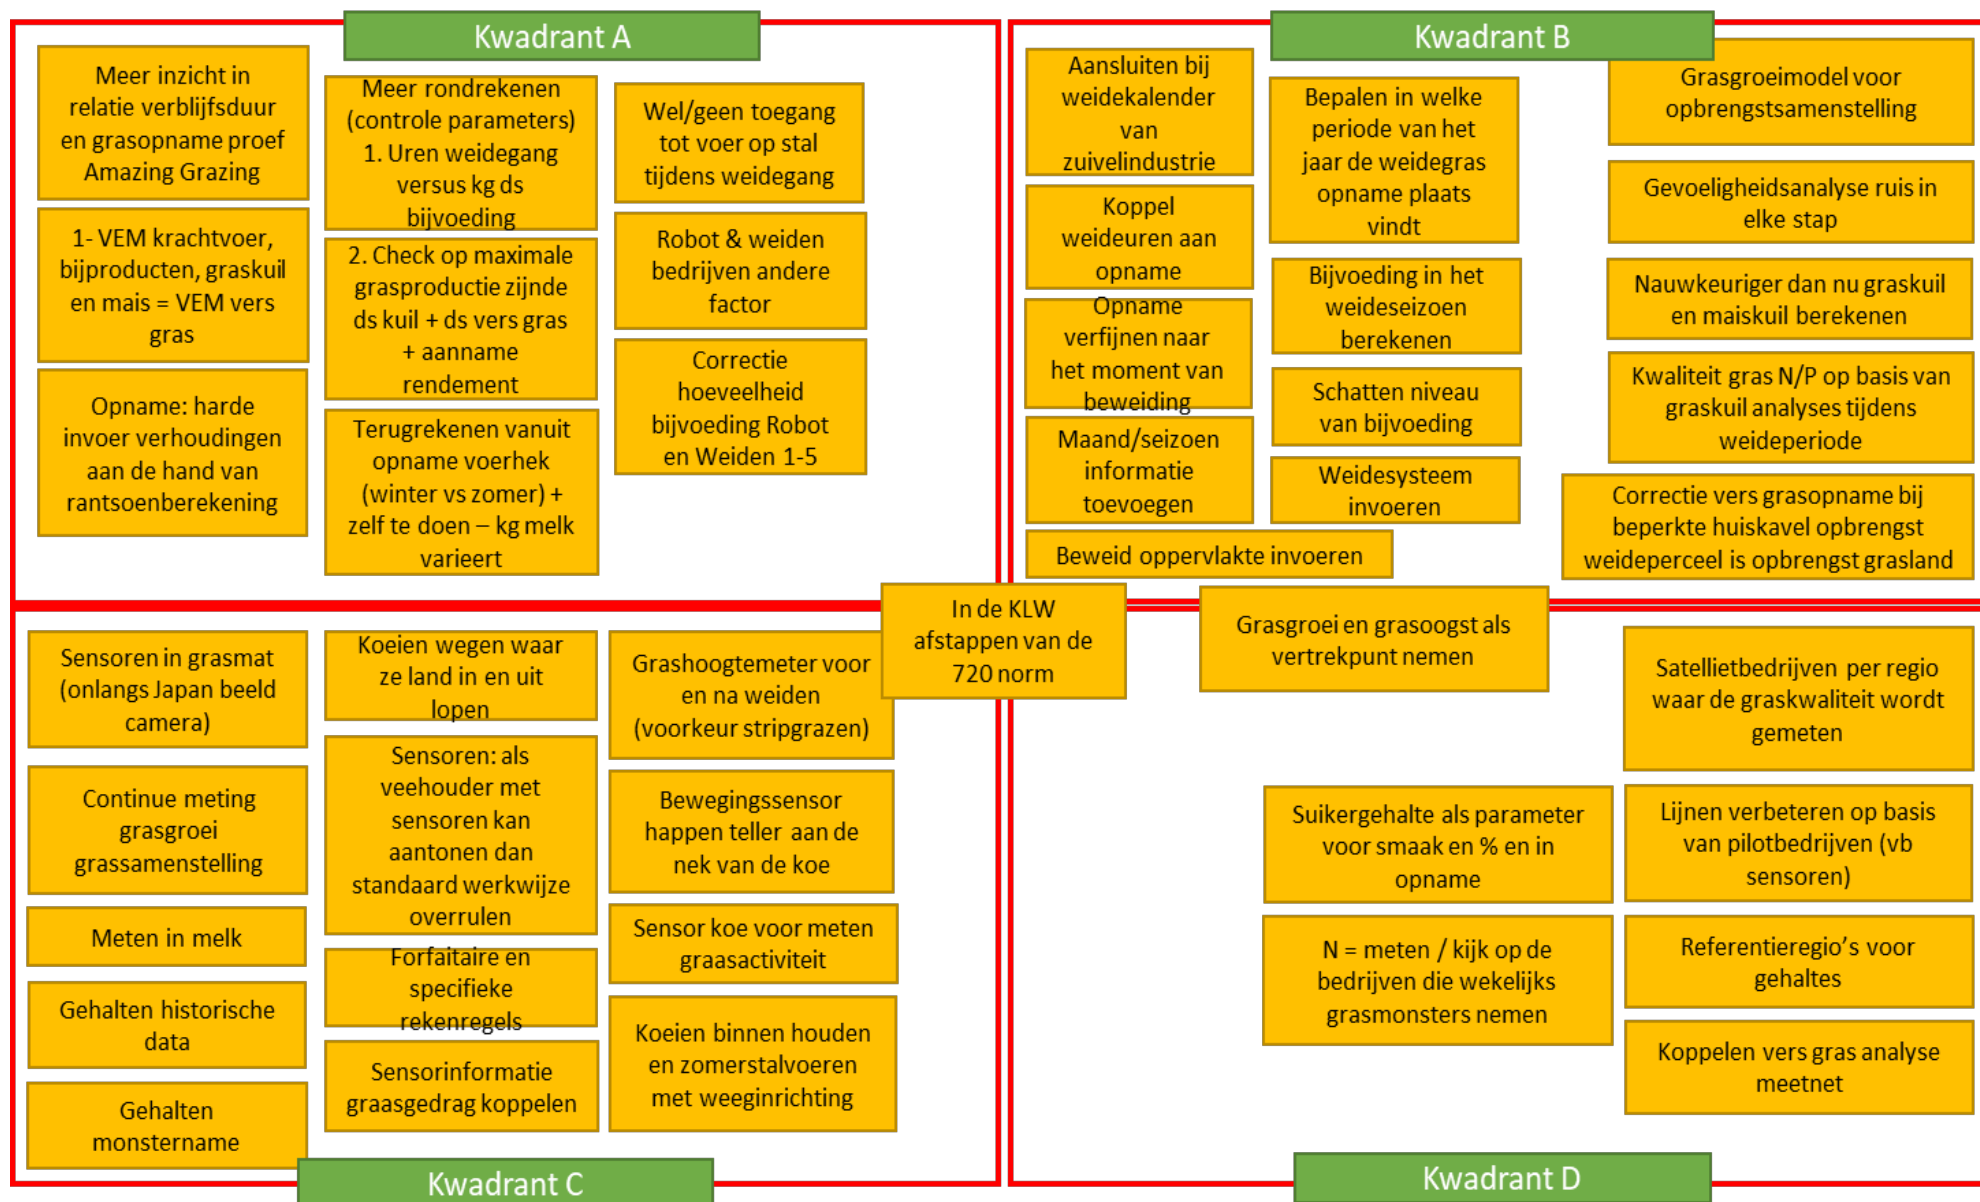 Kwadrant A
Meer inzicht in
relatie verblijfsduur
en grasopname proef
Amazing Grazing
1- VEM krachtvoer,
bijproducten, graskuil
en mais = VEM vers
gras
Opname: harde
invoer verhoudingen
aan de hand van
rantsoenberekening
Meer rondrekenen
(controle parameters)
1. Uren weidegang
versus kg ds
bijvoeding
2. Check op maximale
grasproductie zijnde
ds kuil + ds vers gras
+ aanname
rendement
Terugrekenen vanuit
opname voerhek
(winter vs zomer) +
zelf te doen – kg melk
varieert
Wel/geen toegang
tot voer op stal
tijdens weidegang
Robot & weiden
bedrijven andere
factor
Correctie
hoeveelheid
bijvoeding Robot
en Weiden 1-5
Kwadrant B
Aansluiten bij
weidekalender
van
zuivelindustrie
Koppel
weideuren aan
opname
Opname
verfijnen naar
het moment van
beweiding
Maand/seizoen
informatie
toevoegen
Beweid oppervlakte invoeren
Bepalen in welke
periode van het
jaar de weidegras
opname plaats
vindt
Bijvoeding in het
weideseizoen
berekenen
Schatten niveau
van bijvoeding
Weidesysteem
invoeren
Grasgroeimodel voor
opbrengstsamenstelling
Gevoeligheidsanalyse ruis in
elke stap
Nauwkeuriger dan nu graskuil
en maiskuil berekenen
Kwaliteit gras N/P op basis van
graskuil analyses tijdens
weideperiode
Correctie vers grasopname bij
beperkte huiskavel opbrengst
weideperceel is opbrengst grasland
In de KLW
afstappen van de
720 norm
Grasgroei en grasoogst als
vertrekpunt nemen
Sensoren in grasmat
(onlangs Japan beeld
camera)
Continue meting
grasgroei
grassamenstelling
Meten in melk
Gehalten historische
data
Gehalten
monstername
Koeien wegen waar
ze land in en uit
lopen
Sensoren: als
veehouder met
sensoren kan
aantonen dan
standaard werkwijze
overrulen
Forfaitaire en
specifieke
rekenregels
Sensorinformatie
graasgedrag koppelen
Grashoogtemeter voor
en na weiden
(voorkeur stripgrazen)
Bewegingssensor
happen teller aan de
nek van de koe
Sensor koe voor meten
graasactiviteit
Koeien binnen houden
en zomerstalvoeren
met weeginrichting
Kwadrant C
Suikergehalte als parameter
voor smaak en % en in
opname
N = meten / kijk op de
bedrijven die wekelijks
grasmonsters nemen
Satellietbedrijven per regio
waar de graskwaliteit wordt
gemeten
Lijnen verbeteren op basis
van pilotbedrijven (vb
sensoren)
Referentieregio's voor
gehaltes
Koppelen vers gras analyse
meetnet
Kwadrant D